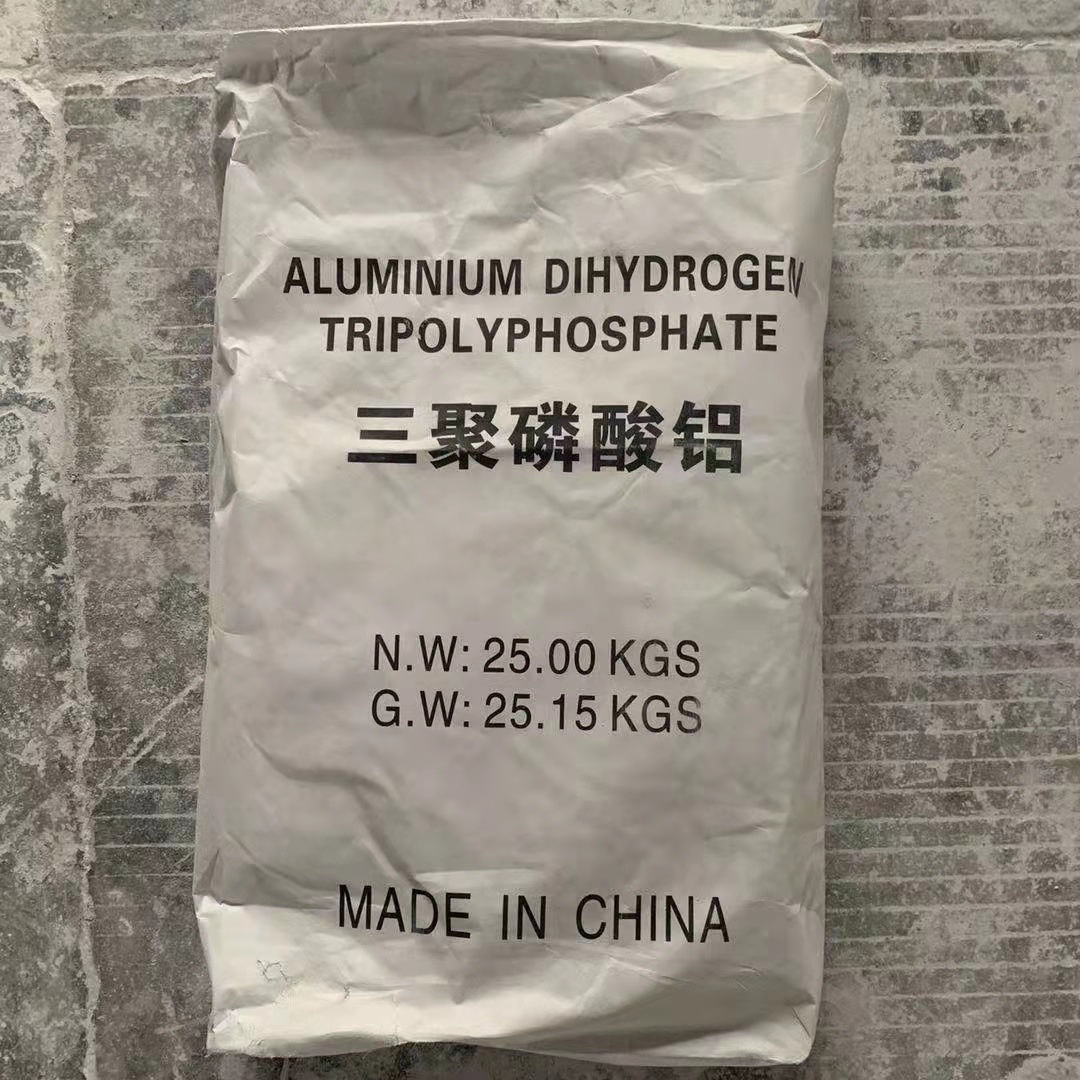 ALUMINIUM DIHYDROGEN
TRIPOLYPHOSPHATE
三聚磷酸铝
N.W: 25.00 KGS
G.W: 25.15 KGS
MADE IN CHINA